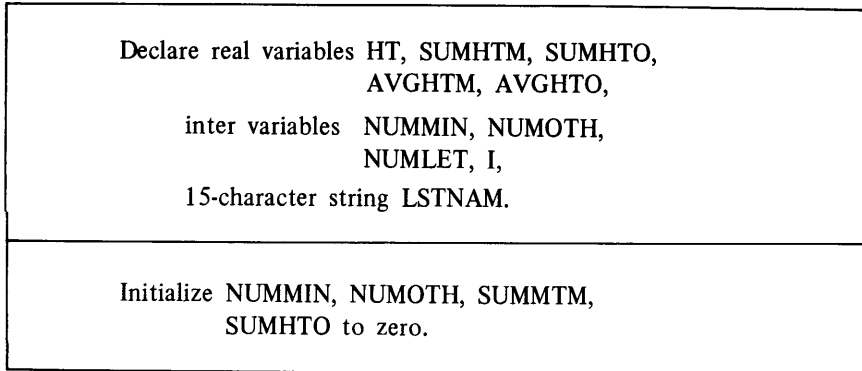 Declare real variables HT, SUMHTM, SUMHTO,
AVGHTM, AVGHTO,
inter variables NUMMIN, NUMOTH,
NUMLET, I,
15-character string LSTNAM.
Initialize NUMMIN, NUMOTH, SUMMTM,
SUMHTO to zero.